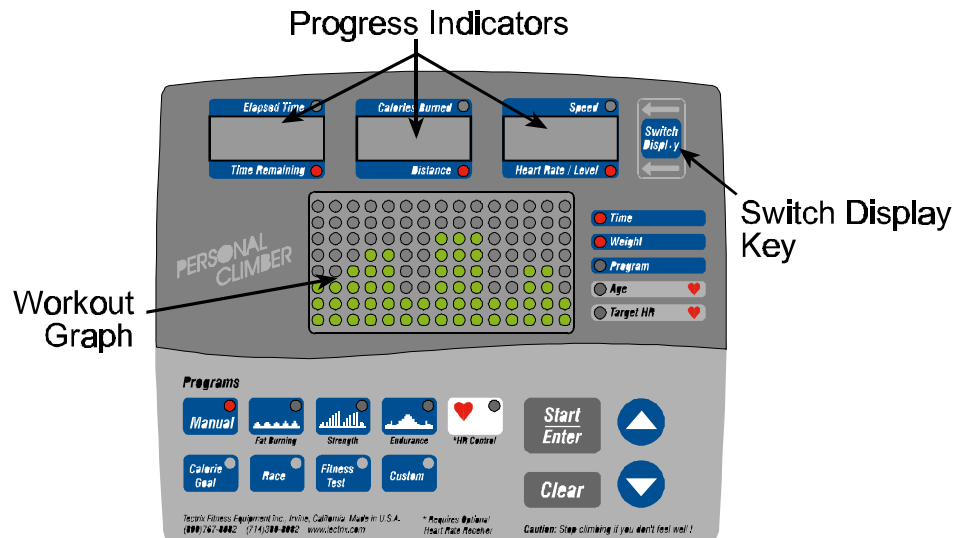 Progress Indicators
Elapsed Time
Calories Burned
Speed
Switch
Displ-y
Time Remaining
Distance
Heart Rate / Level
Switch Display
Key
PERSONAL
CLIMBER
Time
Weight
Program
Age
Target HR
Workout
Graph
Programs
Manual
Fat Burning
Strength
Endurance
*HR Control
Start
Enter
Calorie
Goal
Race
Fitness
Test
Custom
Clear
Tectrix Fitness Equipment Inc., Irvine, California. Made in U.S.A.
(800)767-8082 (714)380-8082 www.tectrix.com
* Requires Optional
Heart Rate Receiver
Caution: Stop climbing if you don't feel well !